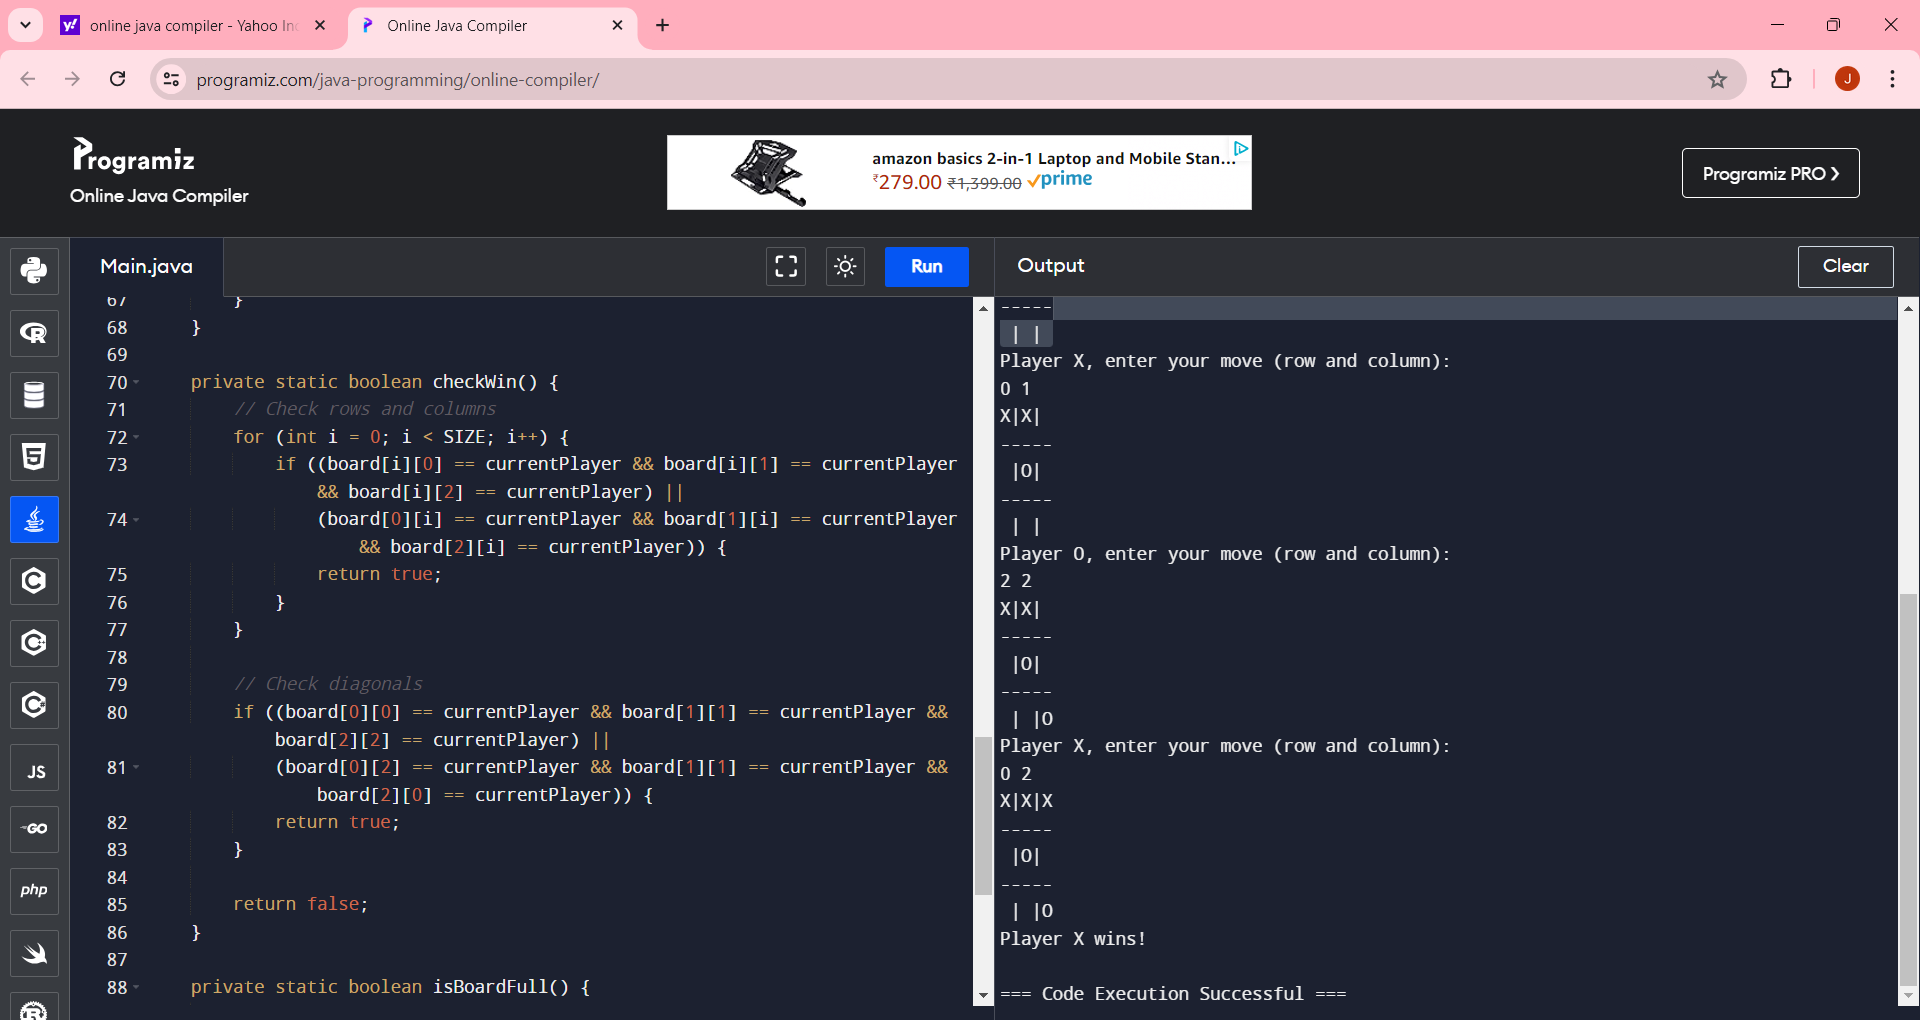 online java compiler - Yahoo In
Online Java Compiler
programiz.com/java-programming/online-compiler/
J
Programiz
Online Java Compiler
amazon basics 2-in-1 Laptop and Mobile Stan...
₹279.00 ₹1,399.00 prime
Programiz PRO ❯
Main.java
Run
Output
Clear
67 }
68 }
69
70 private static boolean checkWin() {
71 // Check rows and columns
72 for (int i = 0; i < SIZE; i++) {
73 if ((board[i][0] == currentPlayer && board[i][1] == currentPlayer
&& board[i][2] == currentPlayer) ||
74 (board[0][i] == currentPlayer && board[1][i] == currentPlayer
&& board[2][i] == currentPlayer)) {
75 return true;
76 }
77 }
78
79 // Check diagonals
80 if ((board[0][0] == currentPlayer && board[1][1] == currentPlayer &&
board[2][2] == currentPlayer) ||
81 (board[0][2] == currentPlayer && board[1][1] == currentPlayer &&
board[2][0] == currentPlayer)) {
82 return true;
83 }
84
85 return false;
86 }
87
88 private static boolean isBoardFull() {
-----
 | |
Player X, enter your move (row and column):
0 1
X|X|
-----
 |O|
-----
 | |
Player O, enter your move (row and column):
2 2
X|X|
-----
 |O|
-----
 | |O
Player X, enter your move (row and column):
0 2
X|X|X
-----
 |O|
-----
 | |O
Player X wins!
=== Code Execution Successful ===
R
5
C
C
C
JS
GO
php
R